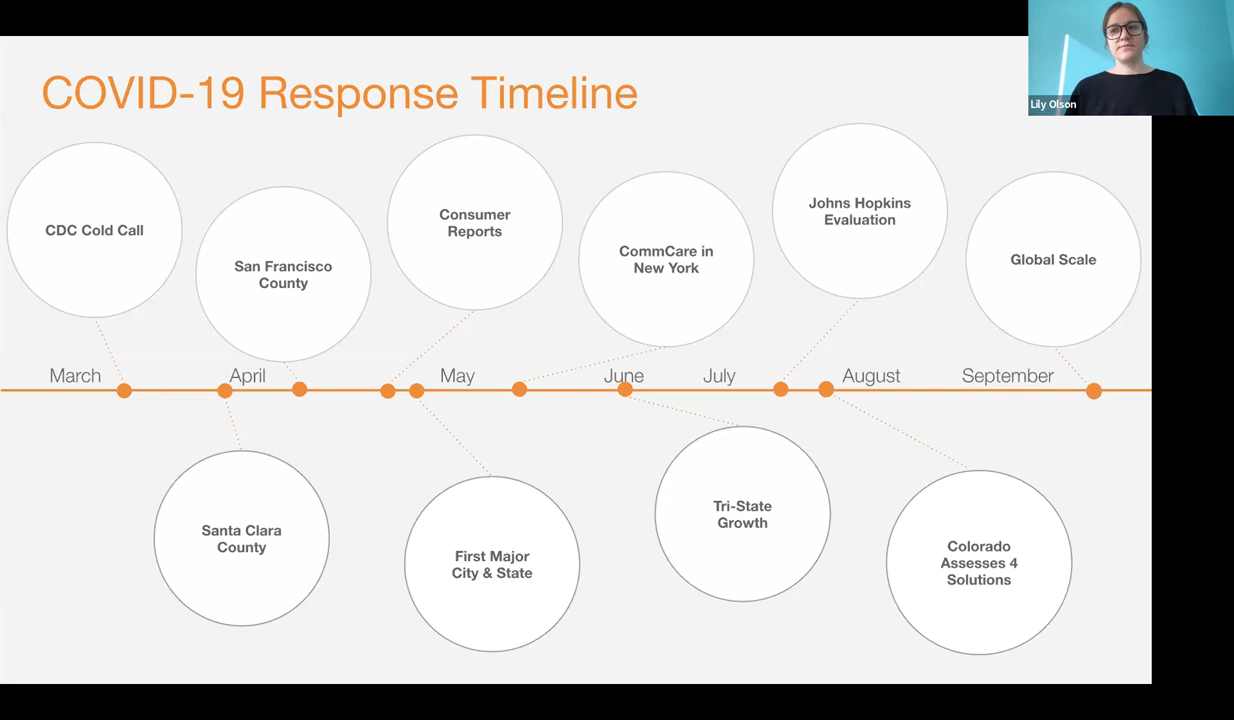 COVID-19 Response Timeline
Lily Olson
CDC Cold Call
San Francisco
County
Consumer
Reports
CommCare in
New York
Johns Hopkins
Evaluation
Global Scale
March
April
May
June
July
August
September
Santa Clara
County
First Major
City & State
Tri-State
Growth
Colorado
Assesses 4
Solutions